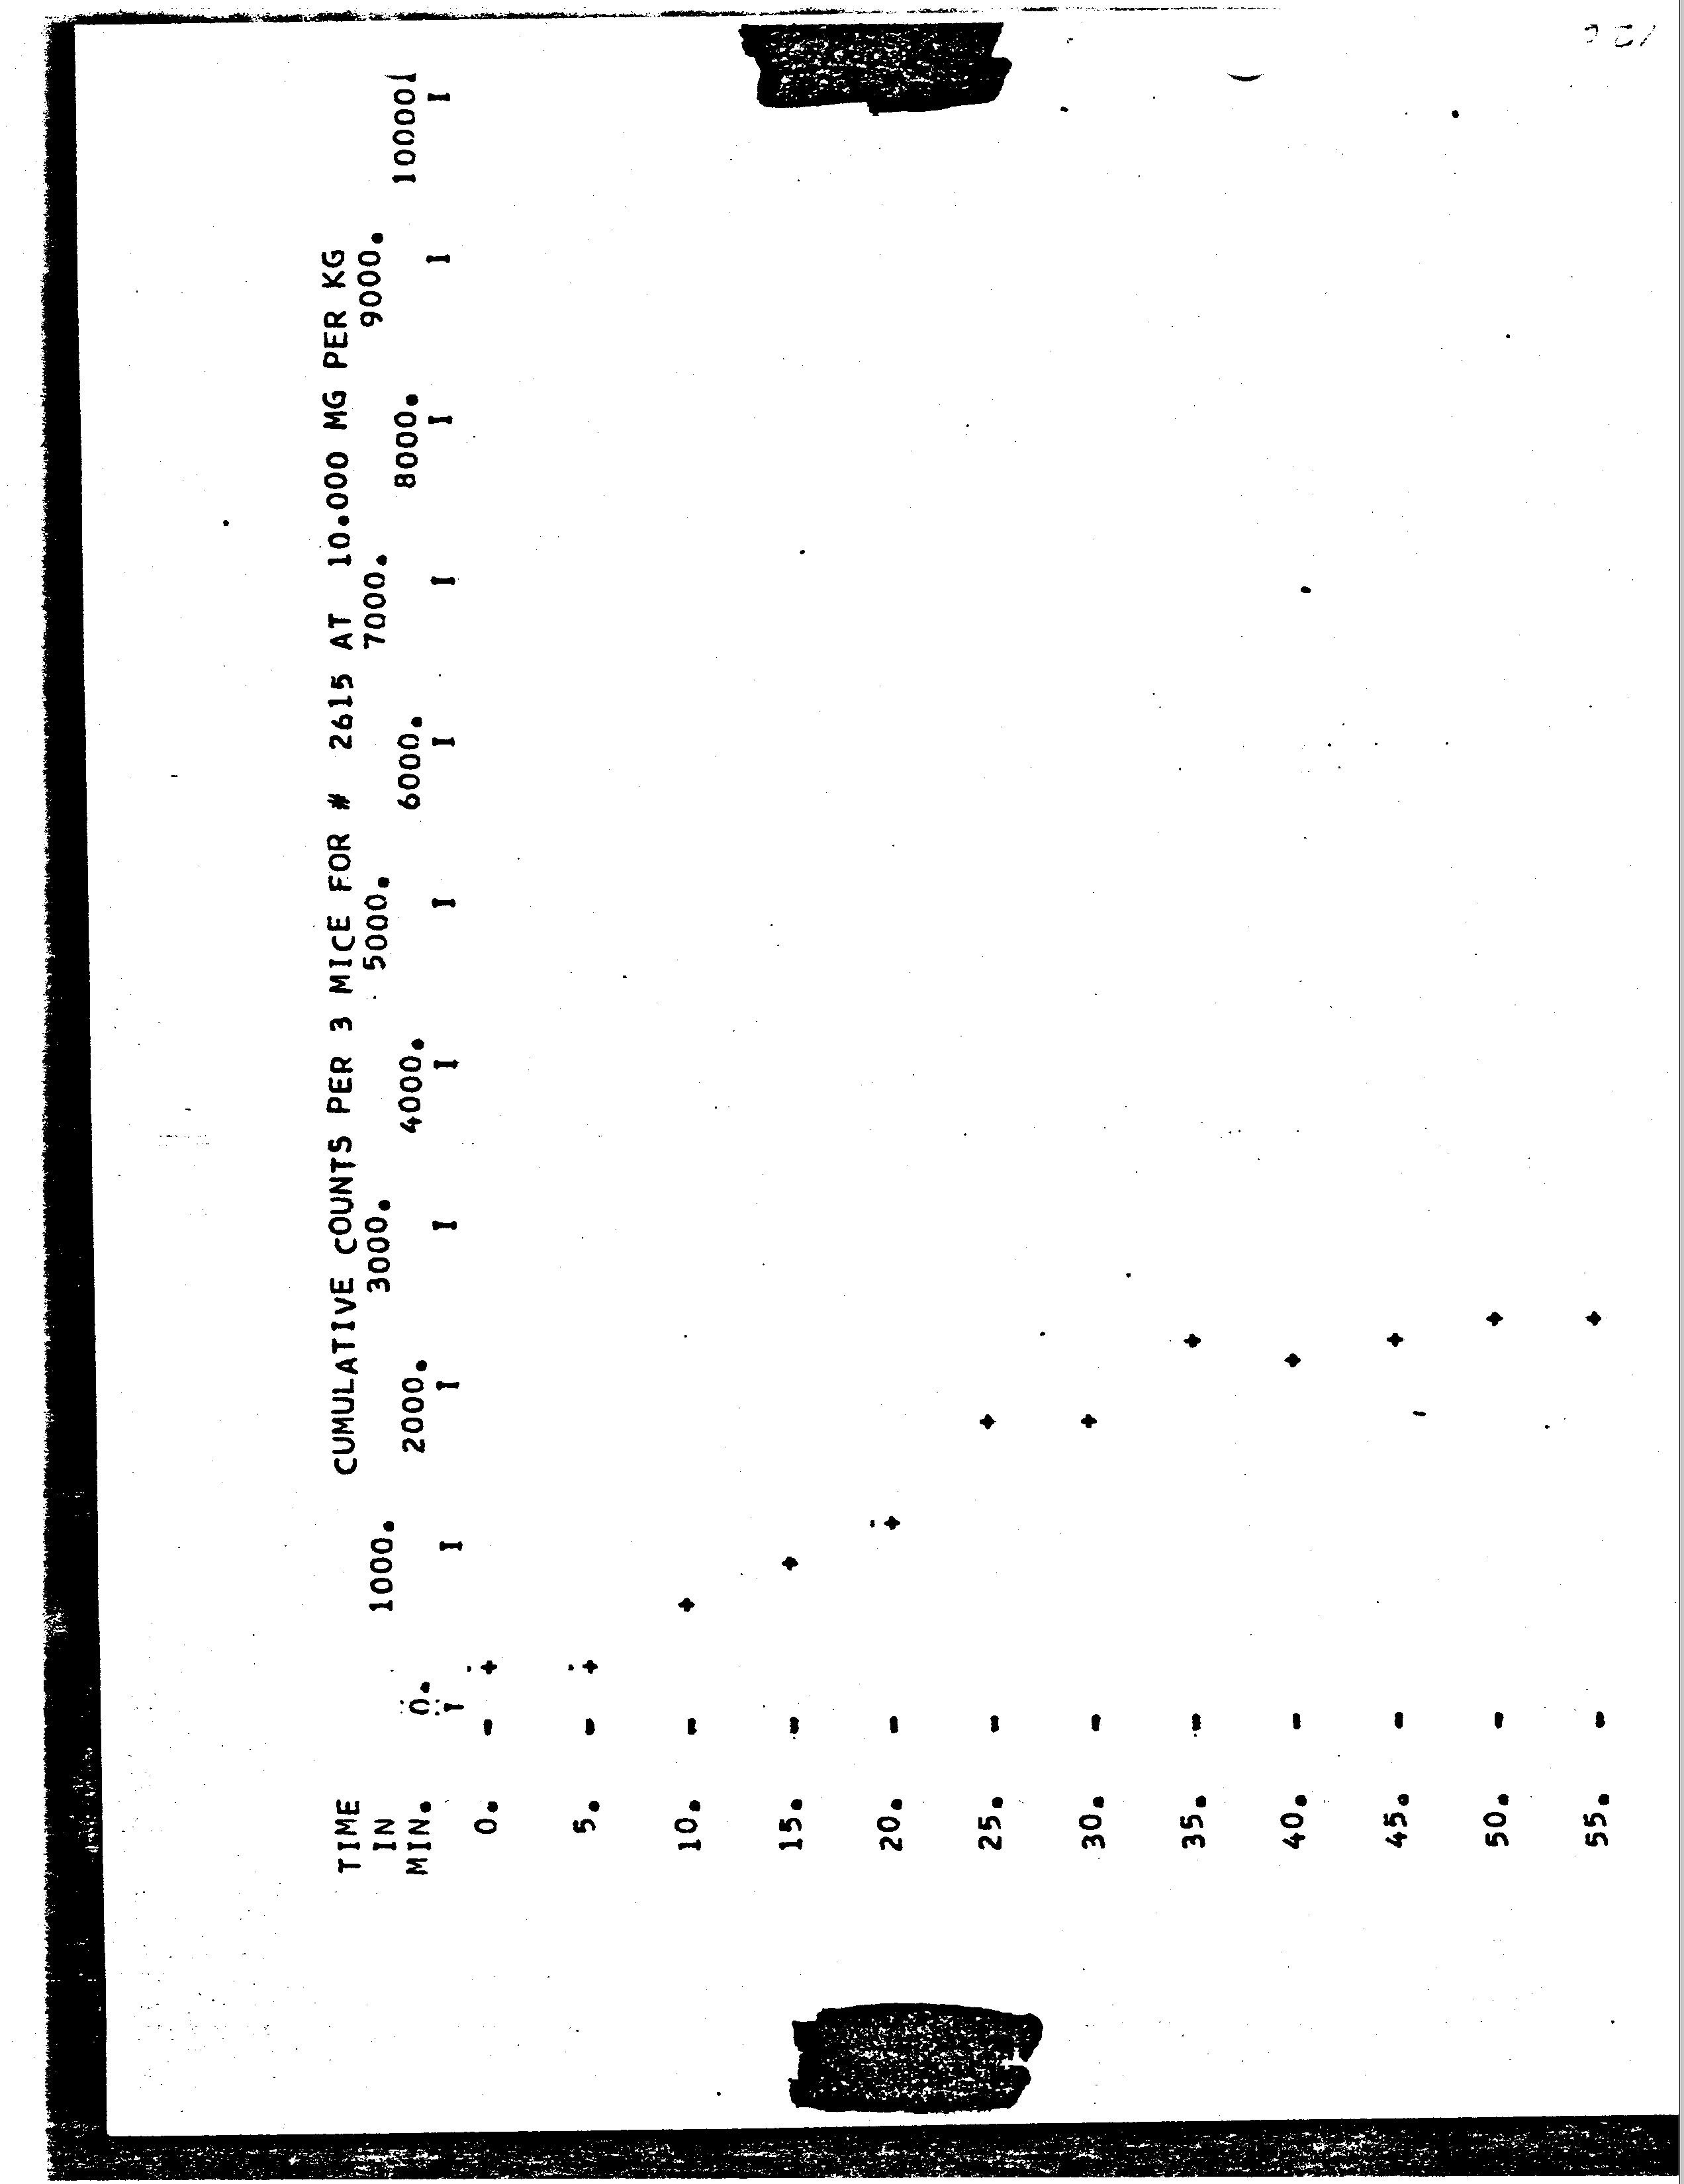 CUMULATIVE COUNTS PER 3 MICE FOR # 2615 AT 10.000 MG PER KG
TIME
IN 1000. 3000. 5000. 7000. 9000.
MIN. 0. 2000. 4000. 6000. 8000. 10000
I I I I I I I I I I I
0. - +
5. - +
10. - +
15. - +
20. - +
25. - +
30. - +
35. - +
40. - +
45. - +
50. - +
55. - +